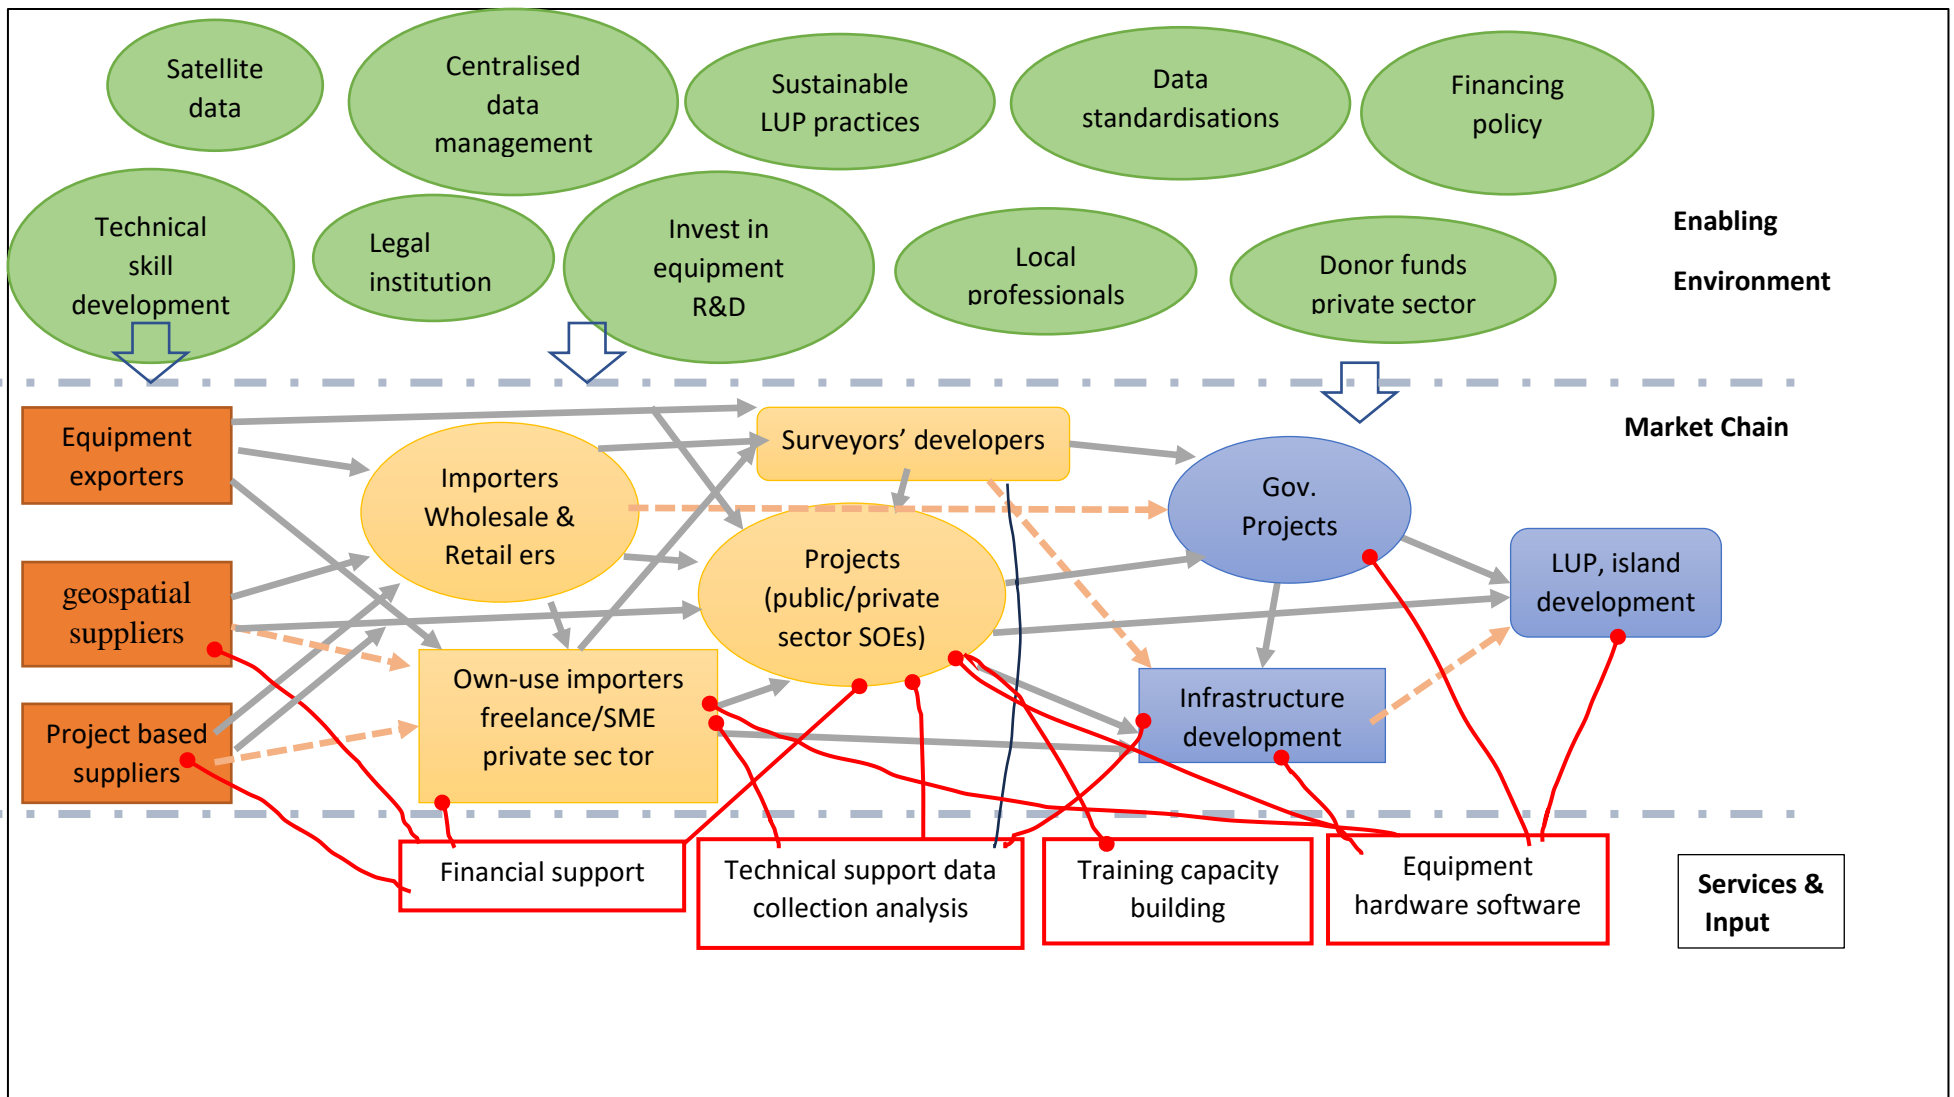 Satellite
data
Centralised
data
management
Sustainable
LUP practices
Data
standardisations
Financing
policy
Technical
skill
development
Legal
institution
Invest in
equipment
R&D
Local
professionals
Donor funds
private sector
Enabling
Environment
Equipment
exporters
Importers
Wholesale &
Retail ers
Surveyors’ developers
Gov.
Projects
Market Chain
geospatial
suppliers
Projects
(public/private
sector SOEs)
LUP, island
development
Project based
suppliers
Own-use importers
freelance/SME
private sec tor
Infrastructure
development
Financial support
Technical support data
collection analysis
Training capacity
building
Equipment
hardware software
Services &
Input